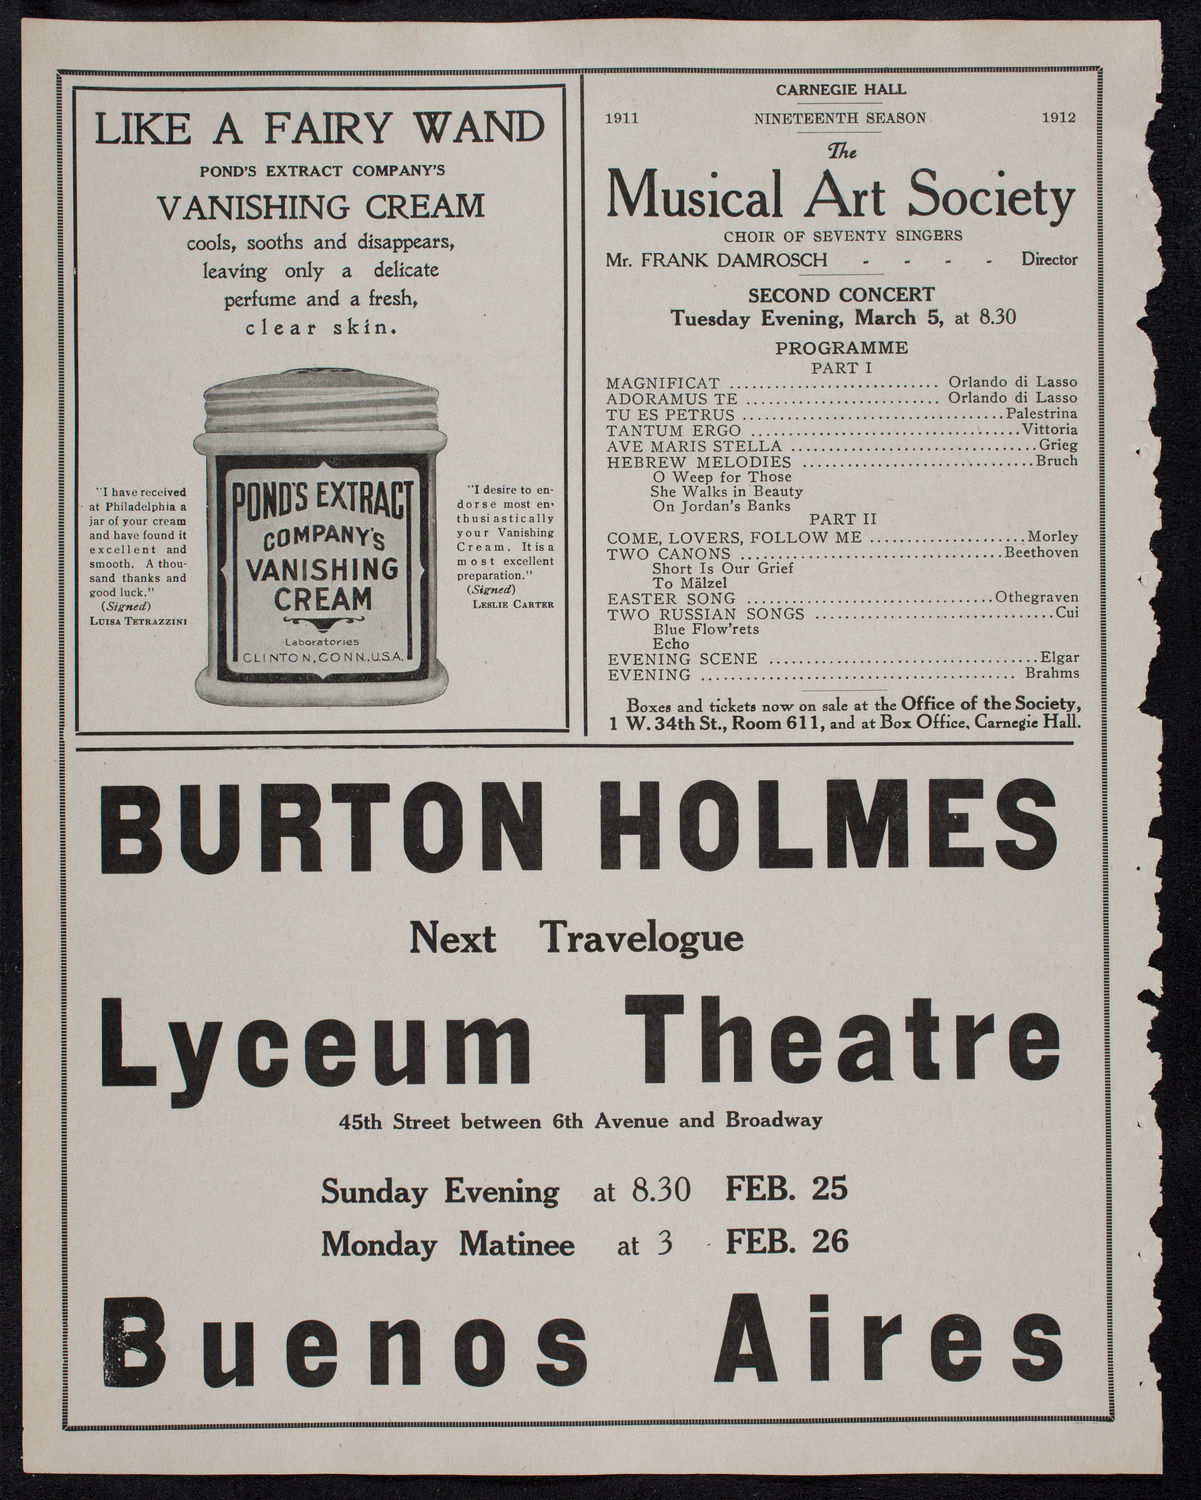 LIKE A FAIRY WAND
POND'S EXTRACT COMPANY'S
VANISHING CREAM
cools, sooths and disappears,
leaving only a delicate
perfume and a fresh,
clear skin.
"I have received
at Philadelphia a
jar of your cream
and have found it
excellent and
smooth. A thou-
sand thanks and
good luck."
(Signed)
LUISA TETRAZZINI
POND'S EXTRACT
COMPANY'S
VANISHING
CREAM
Laboratories
CLINTON, CONN., U.S.A.
"I desire to en-
dorse most en-
thusiastically
your Vanishing
Cream. It is a
most excellent
preparation."
(Signed)
LESLIE CARTER
CARNEGIE HALL
1911 NINETEENTH SEASON 1912
The
Musical Art Society
CHOIR OF SEVENTY SINGERS
Mr. FRANK DAMROSCH - - - - Director
SECOND CONCERT
Tuesday Evening, March 5, at 8.30
PROGRAMME
PART I
MAGNIFICAT ........................... Orlando di Lasso
ADORAMUS TE ......................... Orlando di Lasso
TU ES PETRUS ..................................Palestrina
TANTUM ERGO ...................................Vittoria
AVE MARIS STELLA ................................Grieg
HEBREW MELODIES ..............................Bruch
O Weep for Those
She Walks in Beauty
On Jordan's Banks
PART II
COME, LOVERS, FOLLOW ME ....................Morley
TWO CANONS ..................................Beethoven
Short Is Our Grief
To Mälzel
EASTER SONG ................................Othegraven
TWO RUSSIAN SONGS ...............................Cui
Blue Flow'rets
Echo
EVENING SCENE ...................................Elgar
EVENING ......................................... Brahms
Boxes and tickets now on sale at the Office of the Society,
1 W. 34th St., Room 611, and at Box Office, Carnegie Hall.
BURTON HOLMES
Next Travelogue
Lyceum Theatre
45th Street between 6th Avenue and Broadway
Sunday Evening at 8.30 FEB. 25
Monday Matinee at 3 FEB. 26
Buenos Aires